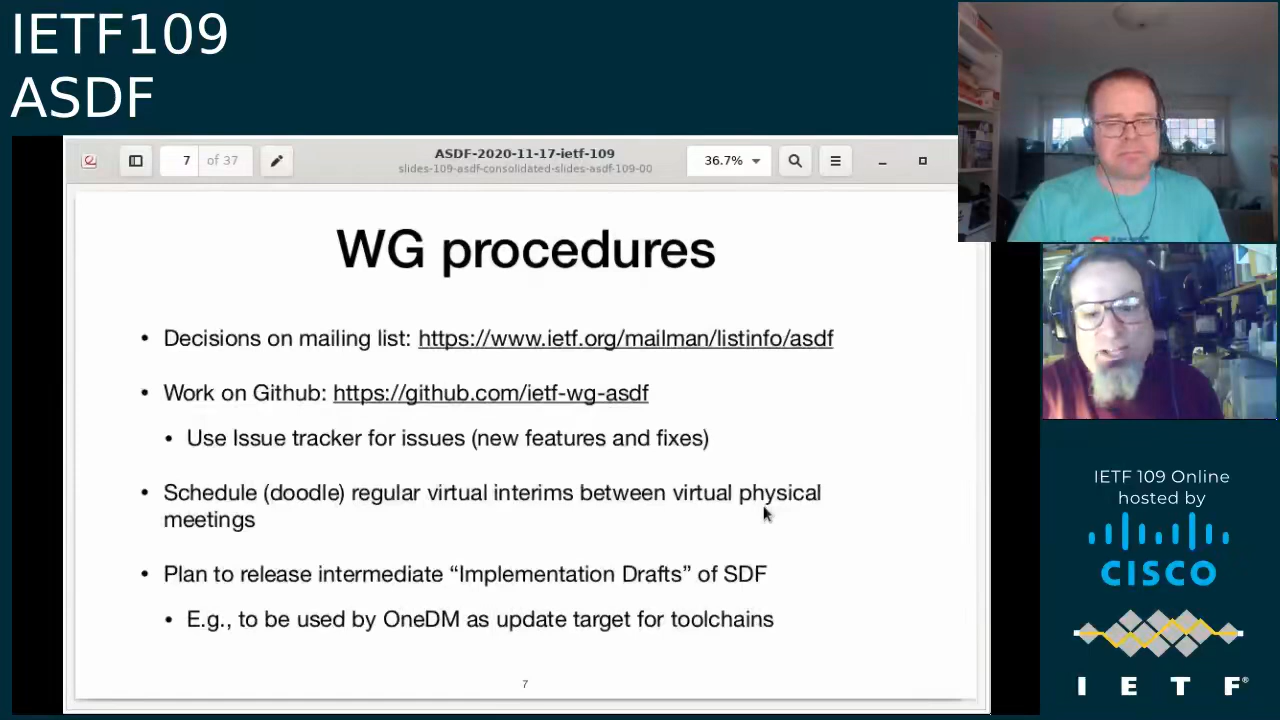 IETF109
ASDF
7 of 37
ASDF-2020-11-17-ietf-109
slides-109-asdf-consolidated-slides-asdf-109-00
36.7%
WG procedures
• Decisions on mailing list: https://www.ietf.org/mailman/listinfo/asdf
• Work on Github: https://github.com/ietf-wg-asdf
• Use Issue tracker for issues (new features and fixes)
• Schedule (doodle) regular virtual interims between virtual physical
meetings
• Plan to release intermediate “Implementation Drafts” of SDF
• E.g., to be used by OneDM as update target for toolchains
7
IETF 109 Online
hosted by
CISCO
I E T F®